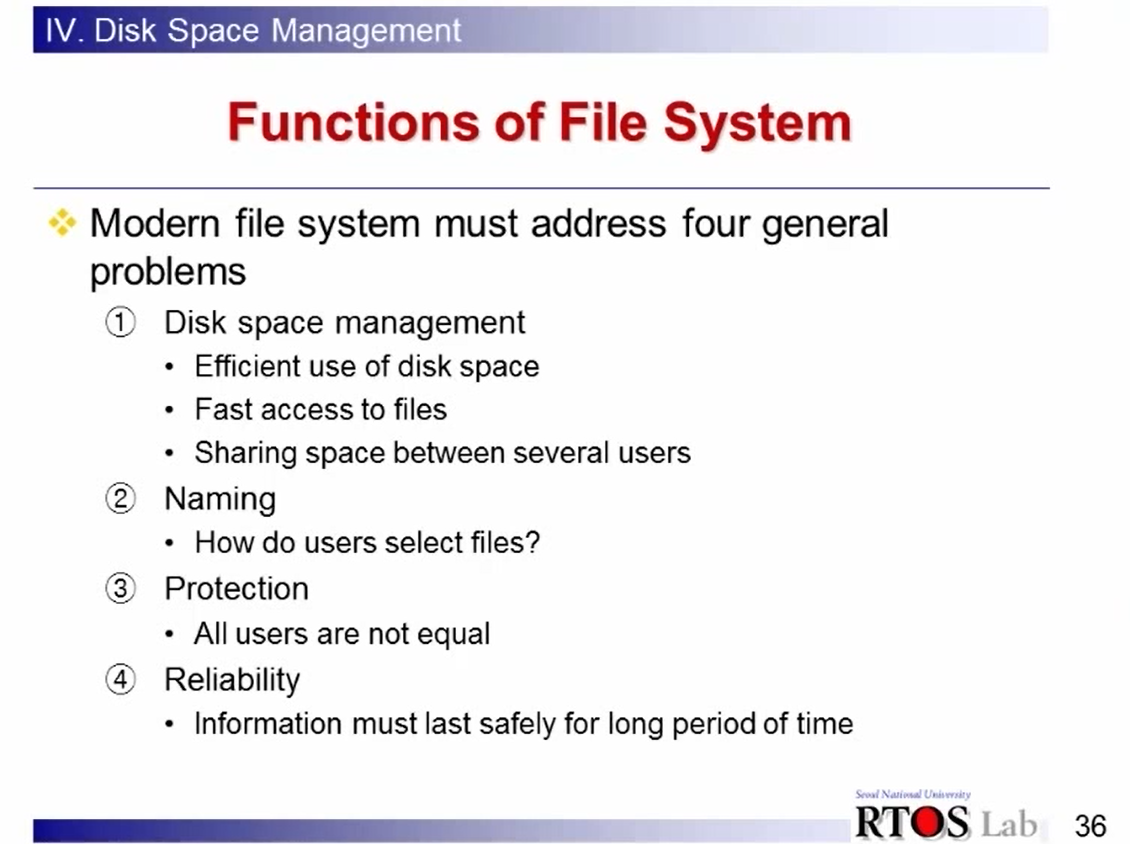 IV. Disk Space Management
Functions of File System
Modern file system must address four general
problems
① Disk space management
• Efficient use of disk space
• Fast access to files
• Sharing space between several users
② Naming
• How do users select files?
③ Protection
• All users are not equal
④ Reliability
• Information must last safely for long period of time
Seoul National University
RTOS Lab
36